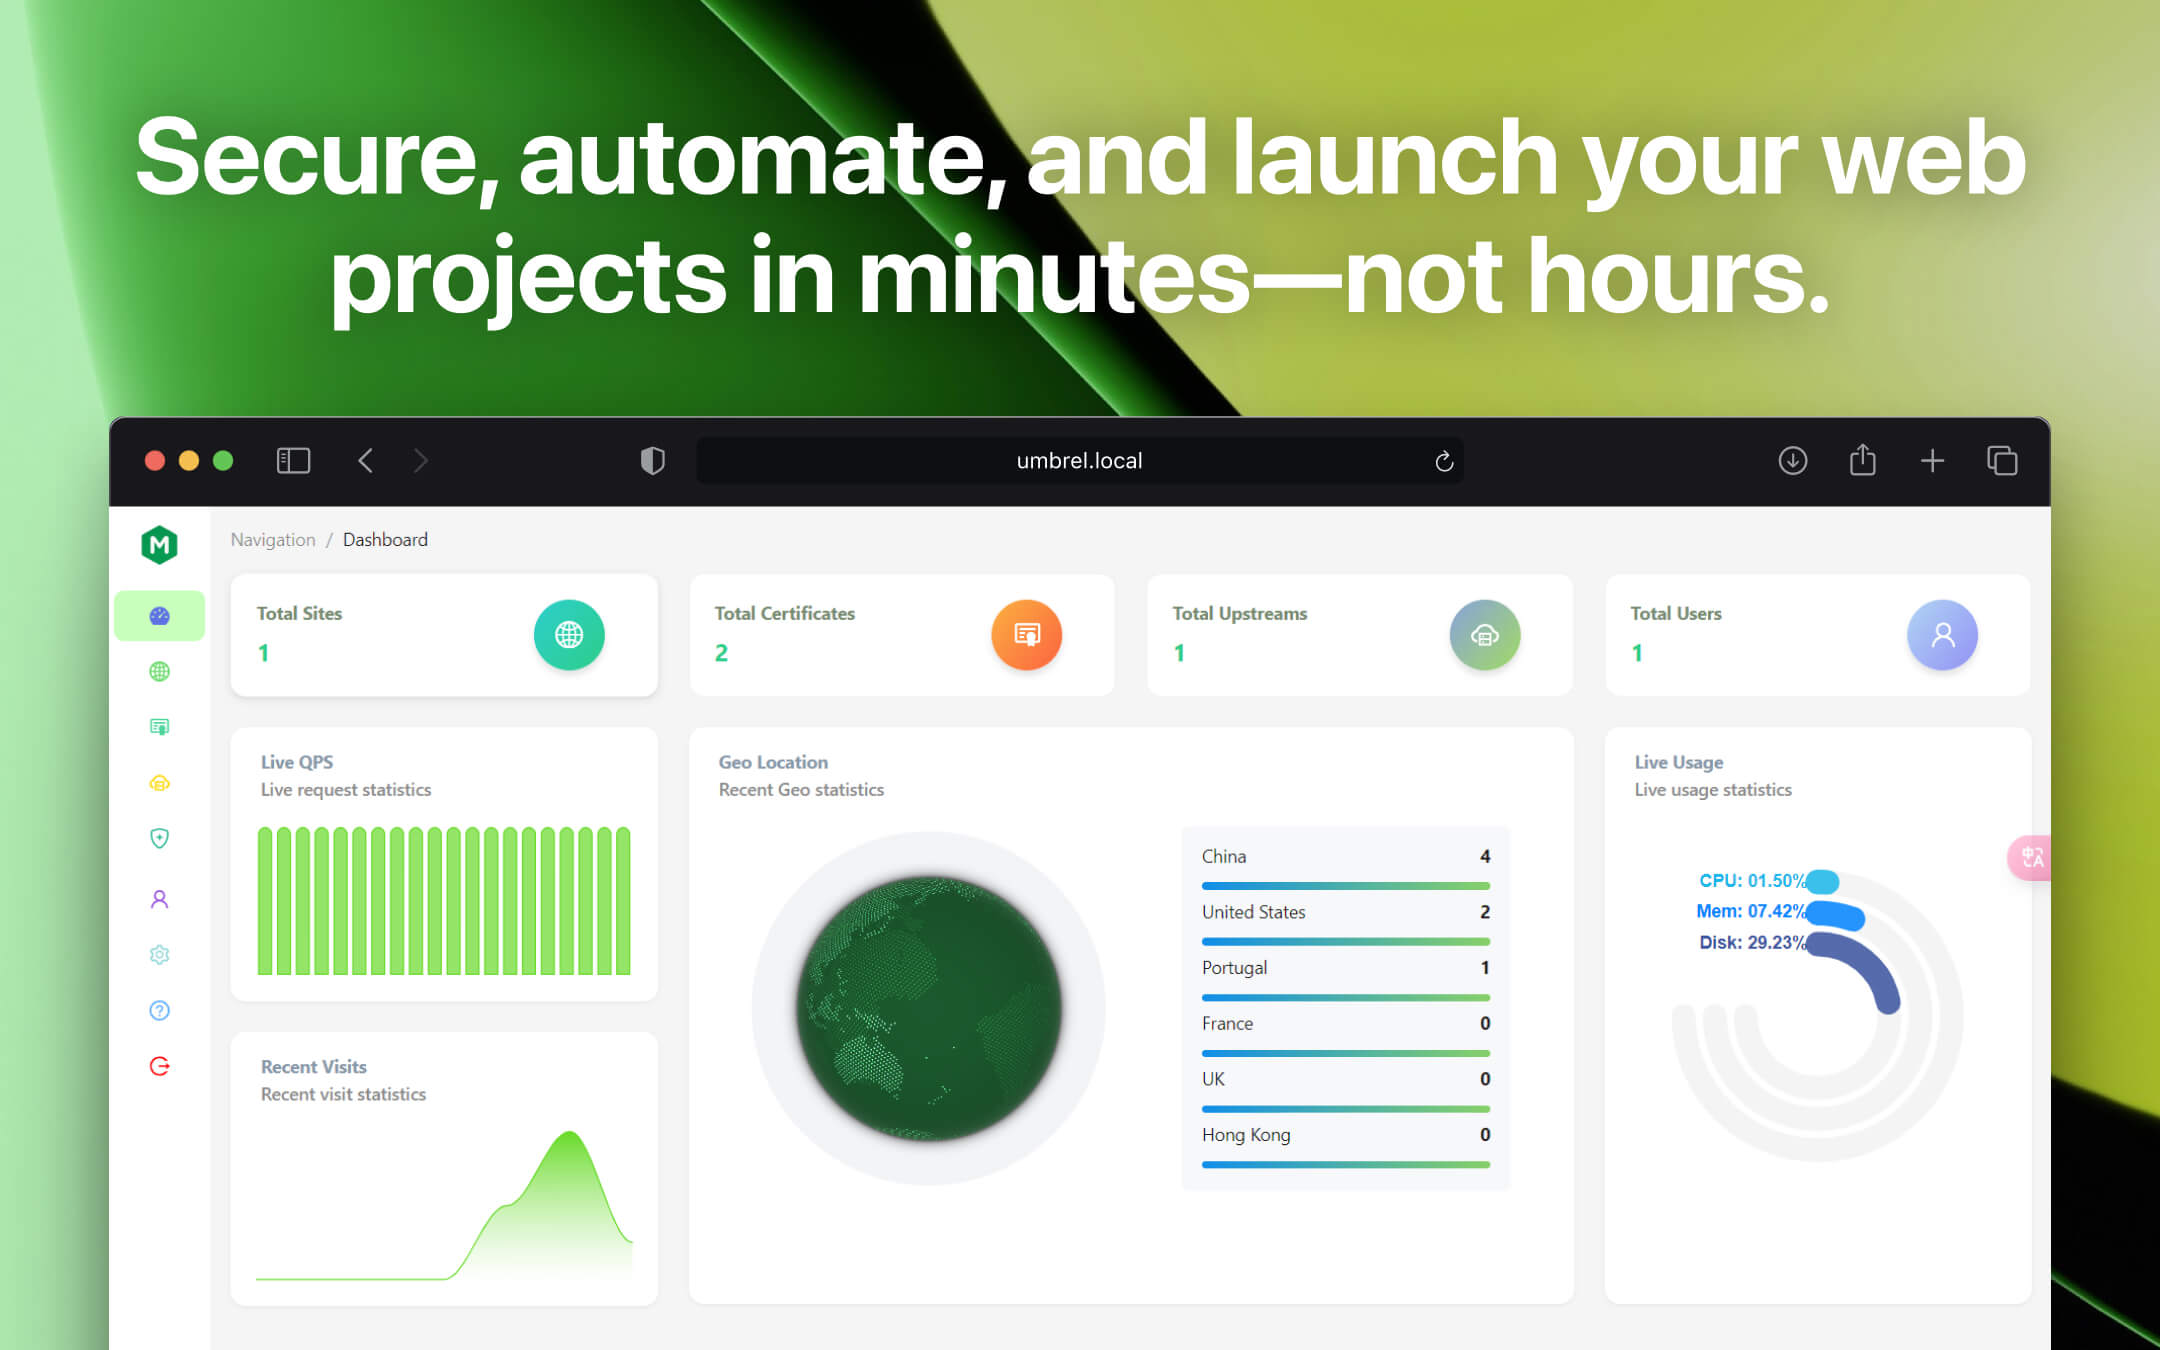 Secure, automate, and launch your web
projects in minutes—not hours.
umbrel.local
M
Navigation / Dashboard
Total Sites
1
Total Certificates
2
Total Upstreams
1
Total Users
1
Live QPS
Live request statistics
Geo Location
Recent Geo statistics
China 4
United States 2
Portugal 1
France 0
UK 0
Hong Kong 0
Live Usage
Live usage statistics
CPU: 01.50%
Mem: 07.42%
Disk: 29.23%
中A
Recent Visits
Recent visit statistics